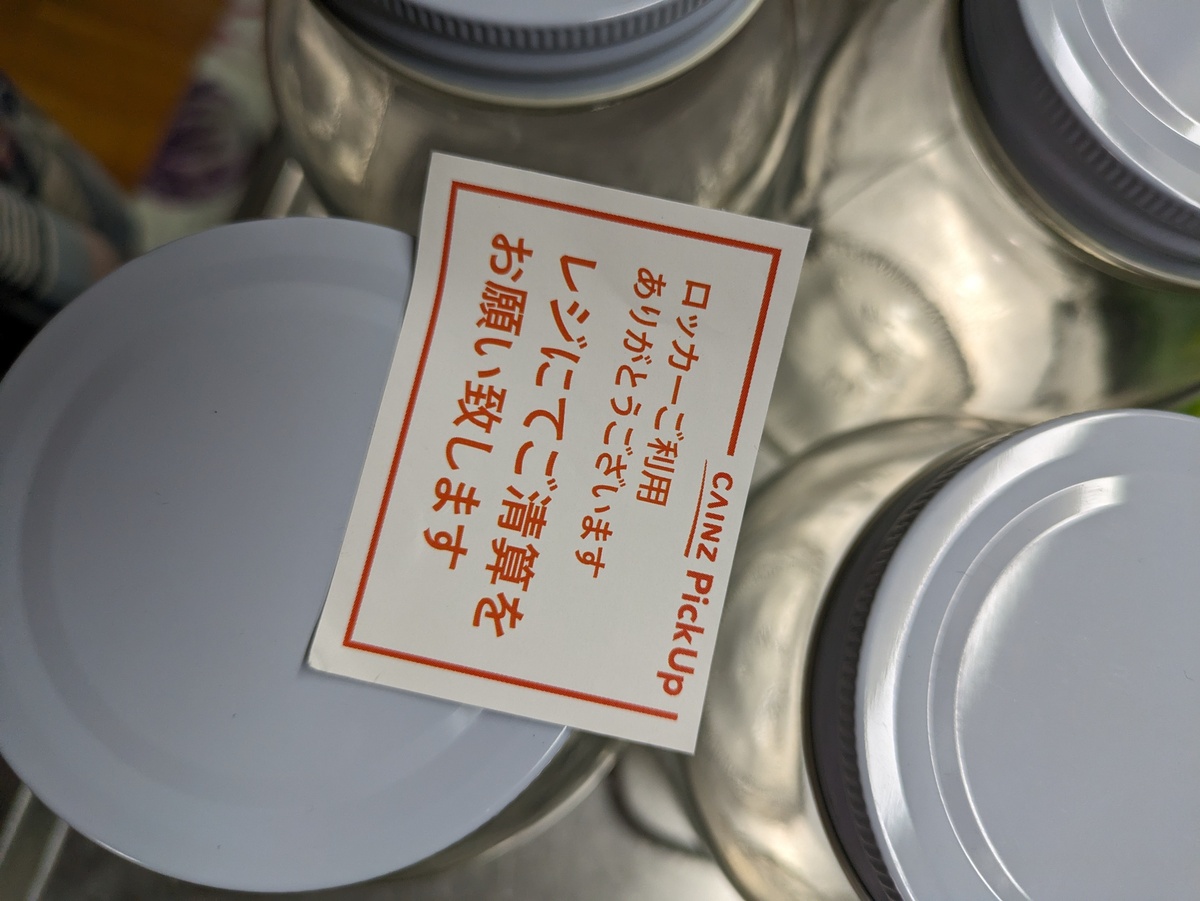 CAINZ PickUp
ロッカーご利用
ありがとうございます
レジにてご清算を
お願い致します